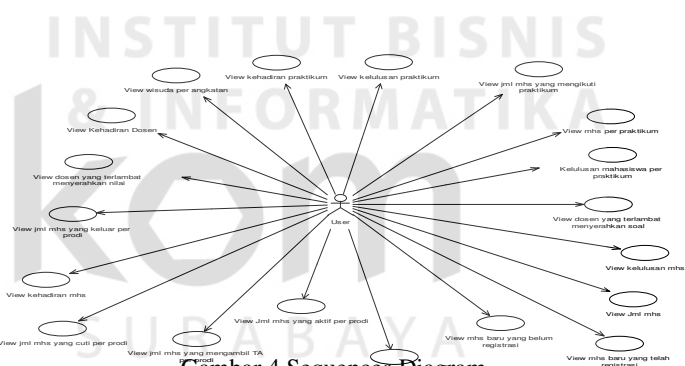 INSTITUT BISNIS
& INFORMATIKA
kom
SURABAYA
View kehadiran praktikum
View kelulusan praktikum
View wisuda per angkatan
View jml mhs yang mengikuti
praktikum
View Kehadiran Dosen
View mhs per praktikum
View dosen yang terlambat
menyerahkan nilai
Kelulusan mahasiswa per
praktikum
View jml mhs yang keluar per
prodi
User
View dosen yang terlambat
menyerahkan soal
View kelulusan mhs
View kehadiran mhs
View Jml mhs
View Jml mhs yang aktif per prodi
View jml mhs yang cuti per prodi
View jml mhs yang mengambil TA
prodi
View mhs baru yang belum
registrasi
View mhs baru yang telah
registrasi
Gambar 4 Sequences Diagram